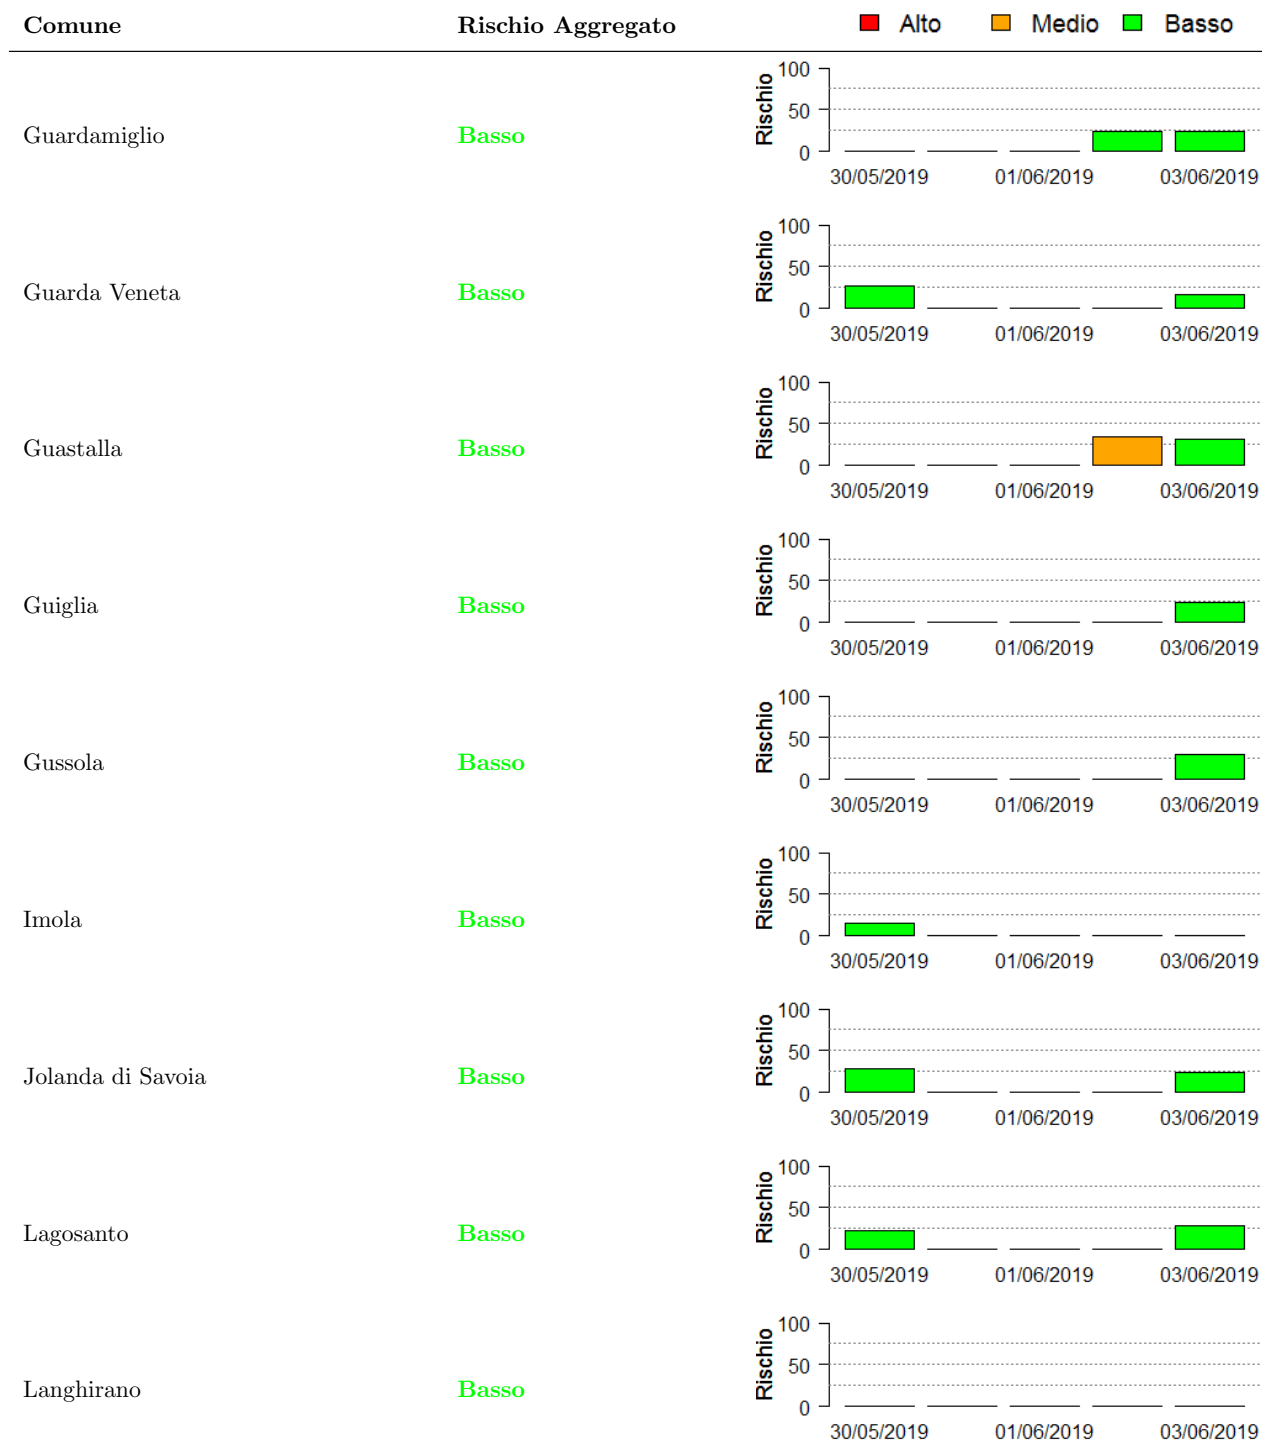 Comune Rischio Aggregato Alto Medio Basso
Guardamiglio Basso
Rischio
100
50
0
30/05/2019 01/06/2019 03/06/2019
Guarda Veneta Basso
Rischio
100
50
0
30/05/2019 01/06/2019 03/06/2019
Guastalla Basso
Rischio
100
50
0
30/05/2019 01/06/2019 03/06/2019
Guiglia Basso
Rischio
100
50
0
30/05/2019 01/06/2019 03/06/2019
Gussola Basso
Rischio
100
50
0
30/05/2019 01/06/2019 03/06/2019
Imola Basso
Rischio
100
50
0
30/05/2019 01/06/2019 03/06/2019
Jolanda di Savoia Basso
Rischio
100
50
0
30/05/2019 01/06/2019 03/06/2019
Lagosanto Basso
Rischio
100
50
0
30/05/2019 01/06/2019 03/06/2019
Langhirano Basso
Rischio
100
50
0
30/05/2019 01/06/2019 03/06/2019